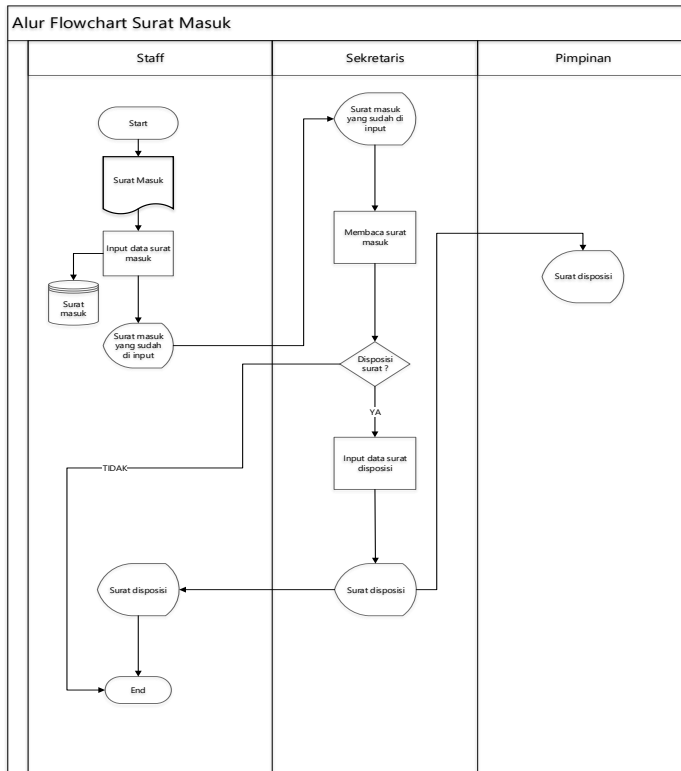 Alur Flowchart Surat Masuk
Staff
Sekretaris
Pimpinan
Start
Surat Masuk
Input data surat
masuk
Surat
masuk
Surat masuk
yang sudah
di input
Surat masuk
yang sudah di
input
Membaca surat
masuk
Disposisi
surat ?
YA
TIDAK
Input data surat
disposisi
Surat disposisi
Surat disposisi
Surat disposisi
End